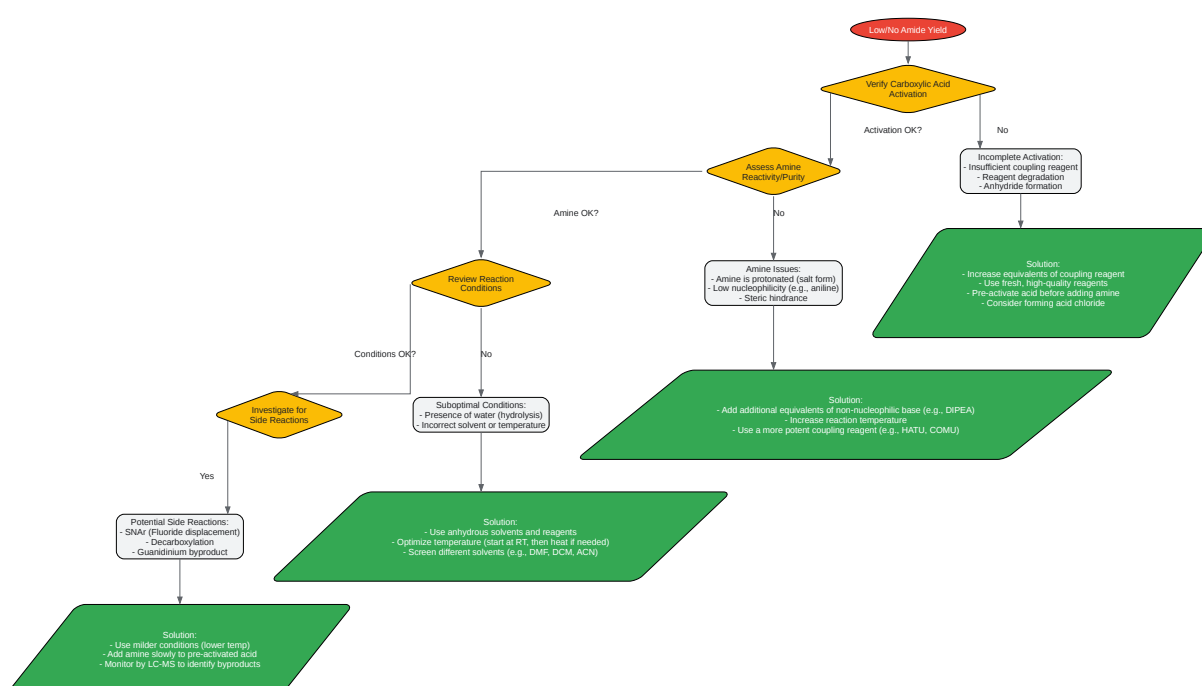 Low/No Amide Yield
Verify Carboxylic Acid
Activation
Activation OK?
No
Incomplete Activation:
- Insufficient coupling reagent
- Reagent degradation
- Anhydride formation
Assess Amine
Reactivity/Purity
Amine OK?
No
Solution:
- Increase equivalents of coupling reagent
- Use fresh, high-quality reagents
- Pre-activate acid before adding amine
- Consider forming acid chloride
Review Reaction
Conditions
Amine Issues:
- Amine is protonated (salt form)
- Low nucleophilicity (e.g., aniline)
- Steric hindrance
Conditions OK?
No
Investigate for
Side Reactions
Suboptimal Conditions:
- Presence of water (hydrolysis)
- Incorrect solvent or temperature
Solution:
- Add additional equivalents of non-nucleophilic base (e.g., DIPEA)
- Increase reaction temperature
- Use a more potent coupling reagent (e.g., HATU, COMU)
Yes
Potential Side Reactions:
- SNAr (Fluoride displacement)
- Decarboxylation
- Guanidinium byproduct
Solution:
- Use anhydrous solvents and reagents
- Optimize temperature (start at RT, then heat if needed)
- Screen different solvents (e.g., DMF, DCM, ACN)
Solution:
- Use milder conditions (lower temp)
- Add amine slowly to pre-activated acid
- Monitor by LC-MS to identify byproducts